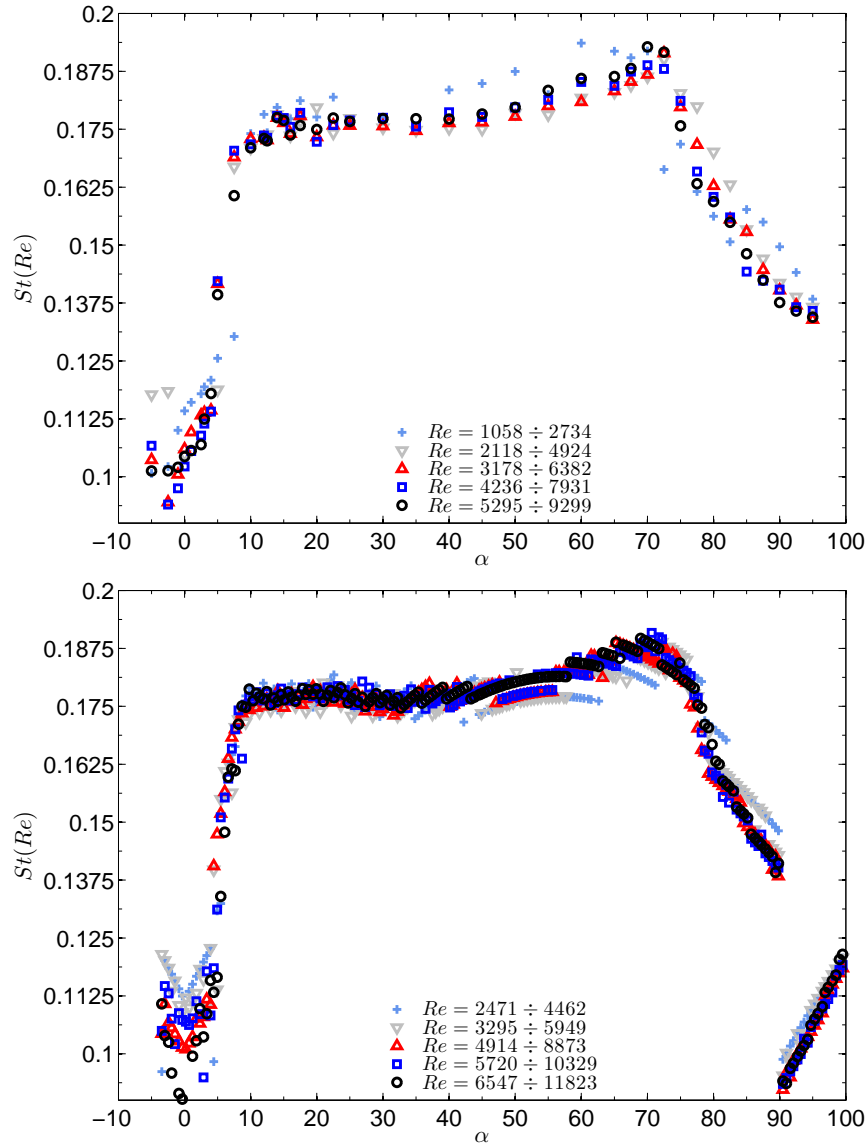 0.2
0.1875
0.175
0.1625
0.15
0.1375
0.125
0.1125
0.1
St(Re)
Re = 1058 ÷ 2734
Re = 2118 ÷ 4924
Re = 3178 ÷ 6382
Re = 4236 ÷ 7931
Re = 5295 ÷ 9299
−10 0 10 20 30 40 50 60 70 80 90 100
α
0.2
0.1875
0.175
0.1625
0.15
0.1375
0.125
0.1125
0.1
St(Re)
Re = 2471 ÷ 4462
Re = 3295 ÷ 5949
Re = 4914 ÷ 8873
Re = 5720 ÷ 10329
Re = 6547 ÷ 11823
−10 0 10 20 30 40 50 60 70 80 90 100
α